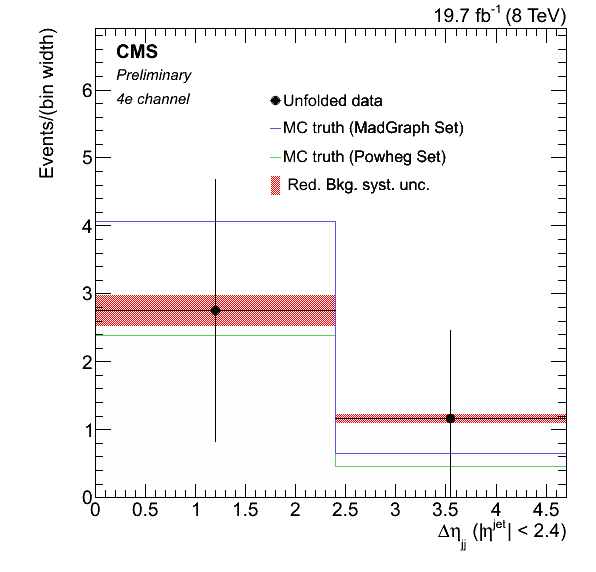 19.7 fb⁻¹ (8 TeV)
CMS
Preliminary
4e channel
Unfolded data
MC truth (MadGraph Set)
MC truth (Powheg Set)
Red. Bkg. syst. unc.
Events/(bin width)
6
5
4
3
2
1
0
0 0.5 1 1.5 2 2.5 3 3.5 4 4.5
Δη_jj (|η^jet| < 2.4)